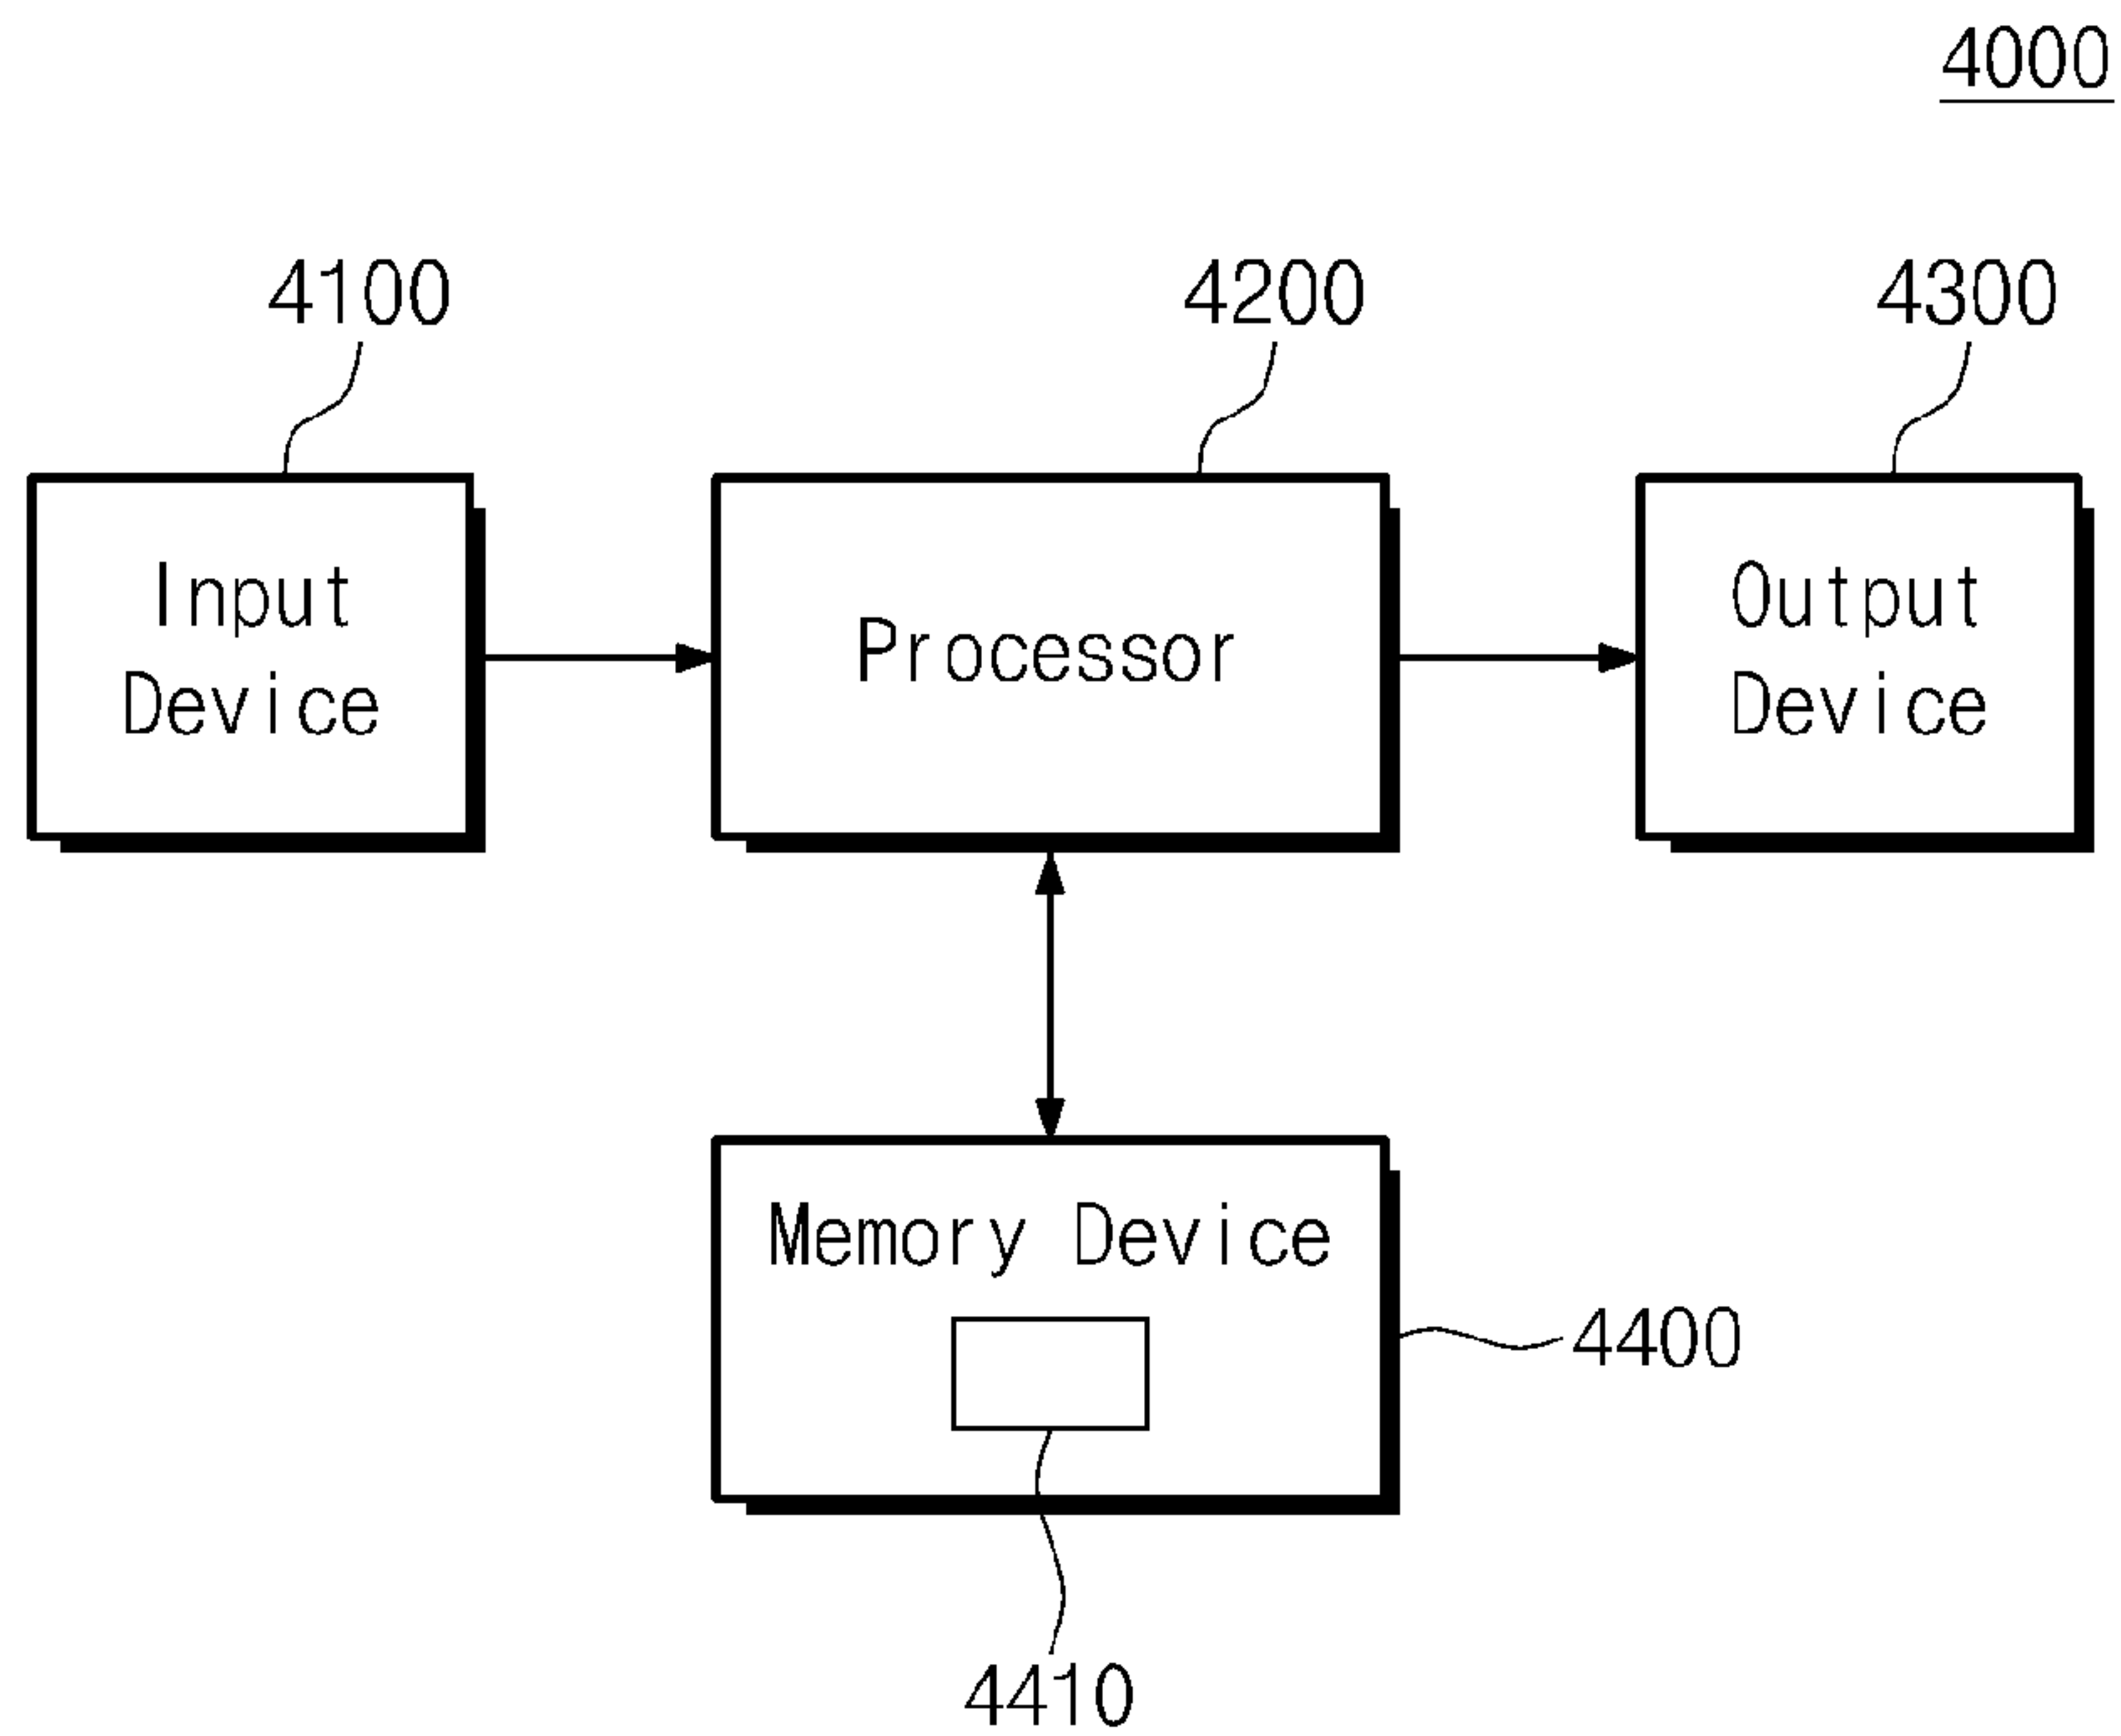 4000
4100
4200
4300
Input
Device
Processor
Output
Device
Memory Device
4400
4410